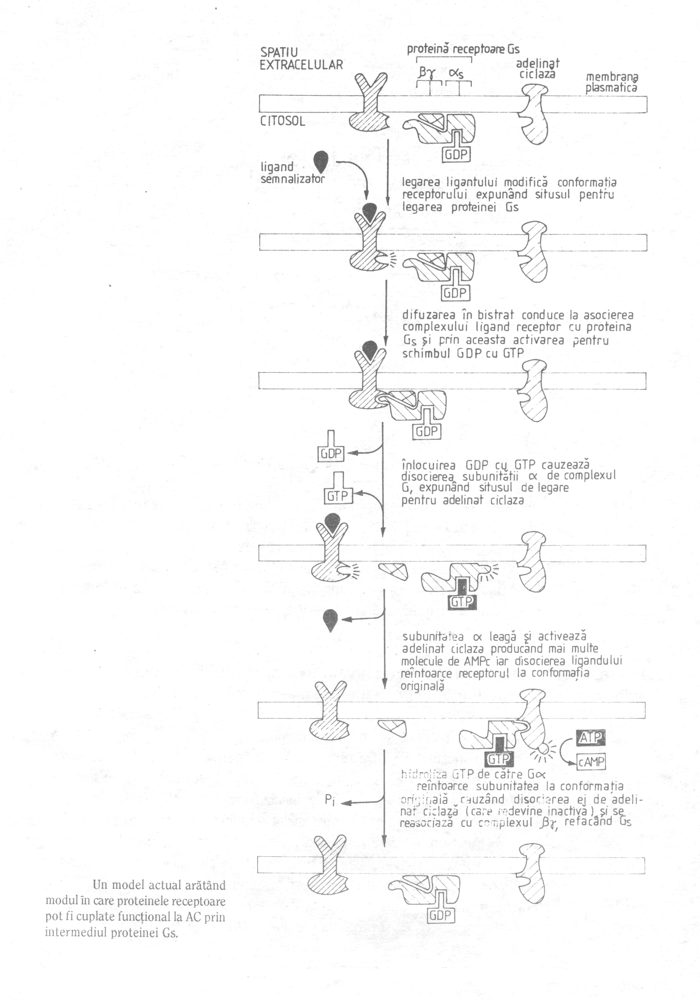 SPATIU
EXTRACELULAR
proteină receptoare Gs
βγ αs
adelinat
ciclază
membrana
plasmatică
CITOSOL
GDP
ligand
semnalizator
legarea ligantului modifică conformația
receptorului expunând situsul pentru
legarea proteinei Gs
GDP
difuzarea în bistrat conduce la asocierea
complexului ligand receptor cu proteina
Gs și prin aceasta activarea pentru
schimbul GDP cu GTP
GDP
GDP
GTP
înlocuirea GDP cu GTP cauzează
disocierea subunitătii α de complexul
G, expunând situsul de legare
pentru adelinat ciclaza
GTP
subunitatea α leagă și activează
adelinat ciclaza producând mai multe
molecule de AMPc iar disocierea ligandului
reîntoarce receptorul la conformația
originală
ATP
GTP
cAMP
hidroliza GTP de către Gα
reîntoarce subunitatea la conformația
originală cauzând disocierea ei de adeli-
nat ciclază (care redevine inactivă) și se
reasociază cu complexul βγ, refacând Gs
Pi
GDP
Un model actual arătând
modul în care proteinele receptoare
pot fi cuplate funcțional la AC prin
intermediul proteinei Gs.